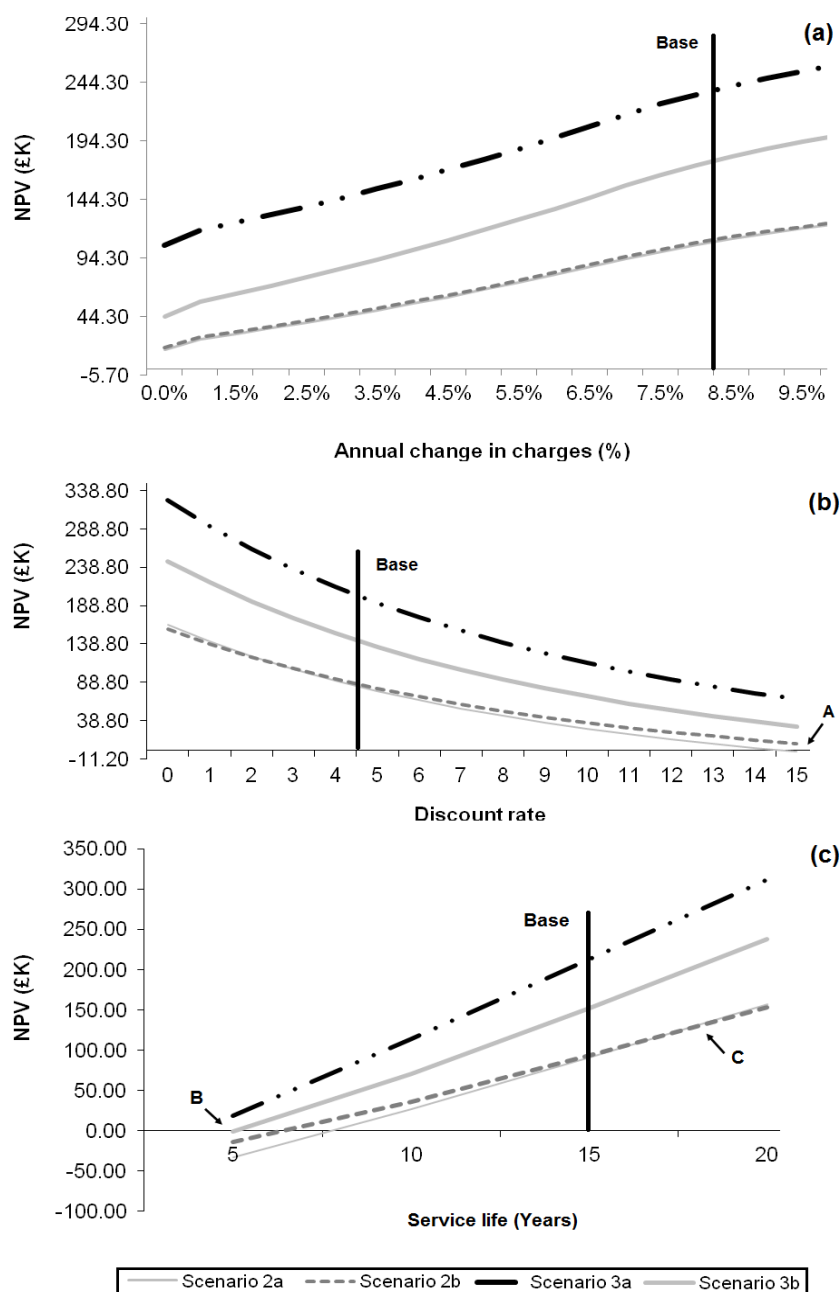 (a)
Base
NPV (£K)
294.30
244.30
194.30
144.30
94.30
44.30
-5.70
0.0% 1.5% 2.5% 3.5% 4.5% 5.5% 6.5% 7.5% 8.5% 9.5%
Annual change in charges (%)
(b)
Base
A
NPV (£K)
338.80
288.80
238.80
188.80
138.80
88.80
38.80
-11.20
0 1 2 3 4 5 6 7 8 9 10 11 12 13 15
Discount rate
(c)
Base
B
C
NPV (£K)
350.00
300.00
250.00
200.00
150.00
100.00
50.00
0.00
-50.00
-100.00
5 10 15 20
Service life (Years)
Scenario 2a Scenario 2b Scenario 3a Scenario 3b